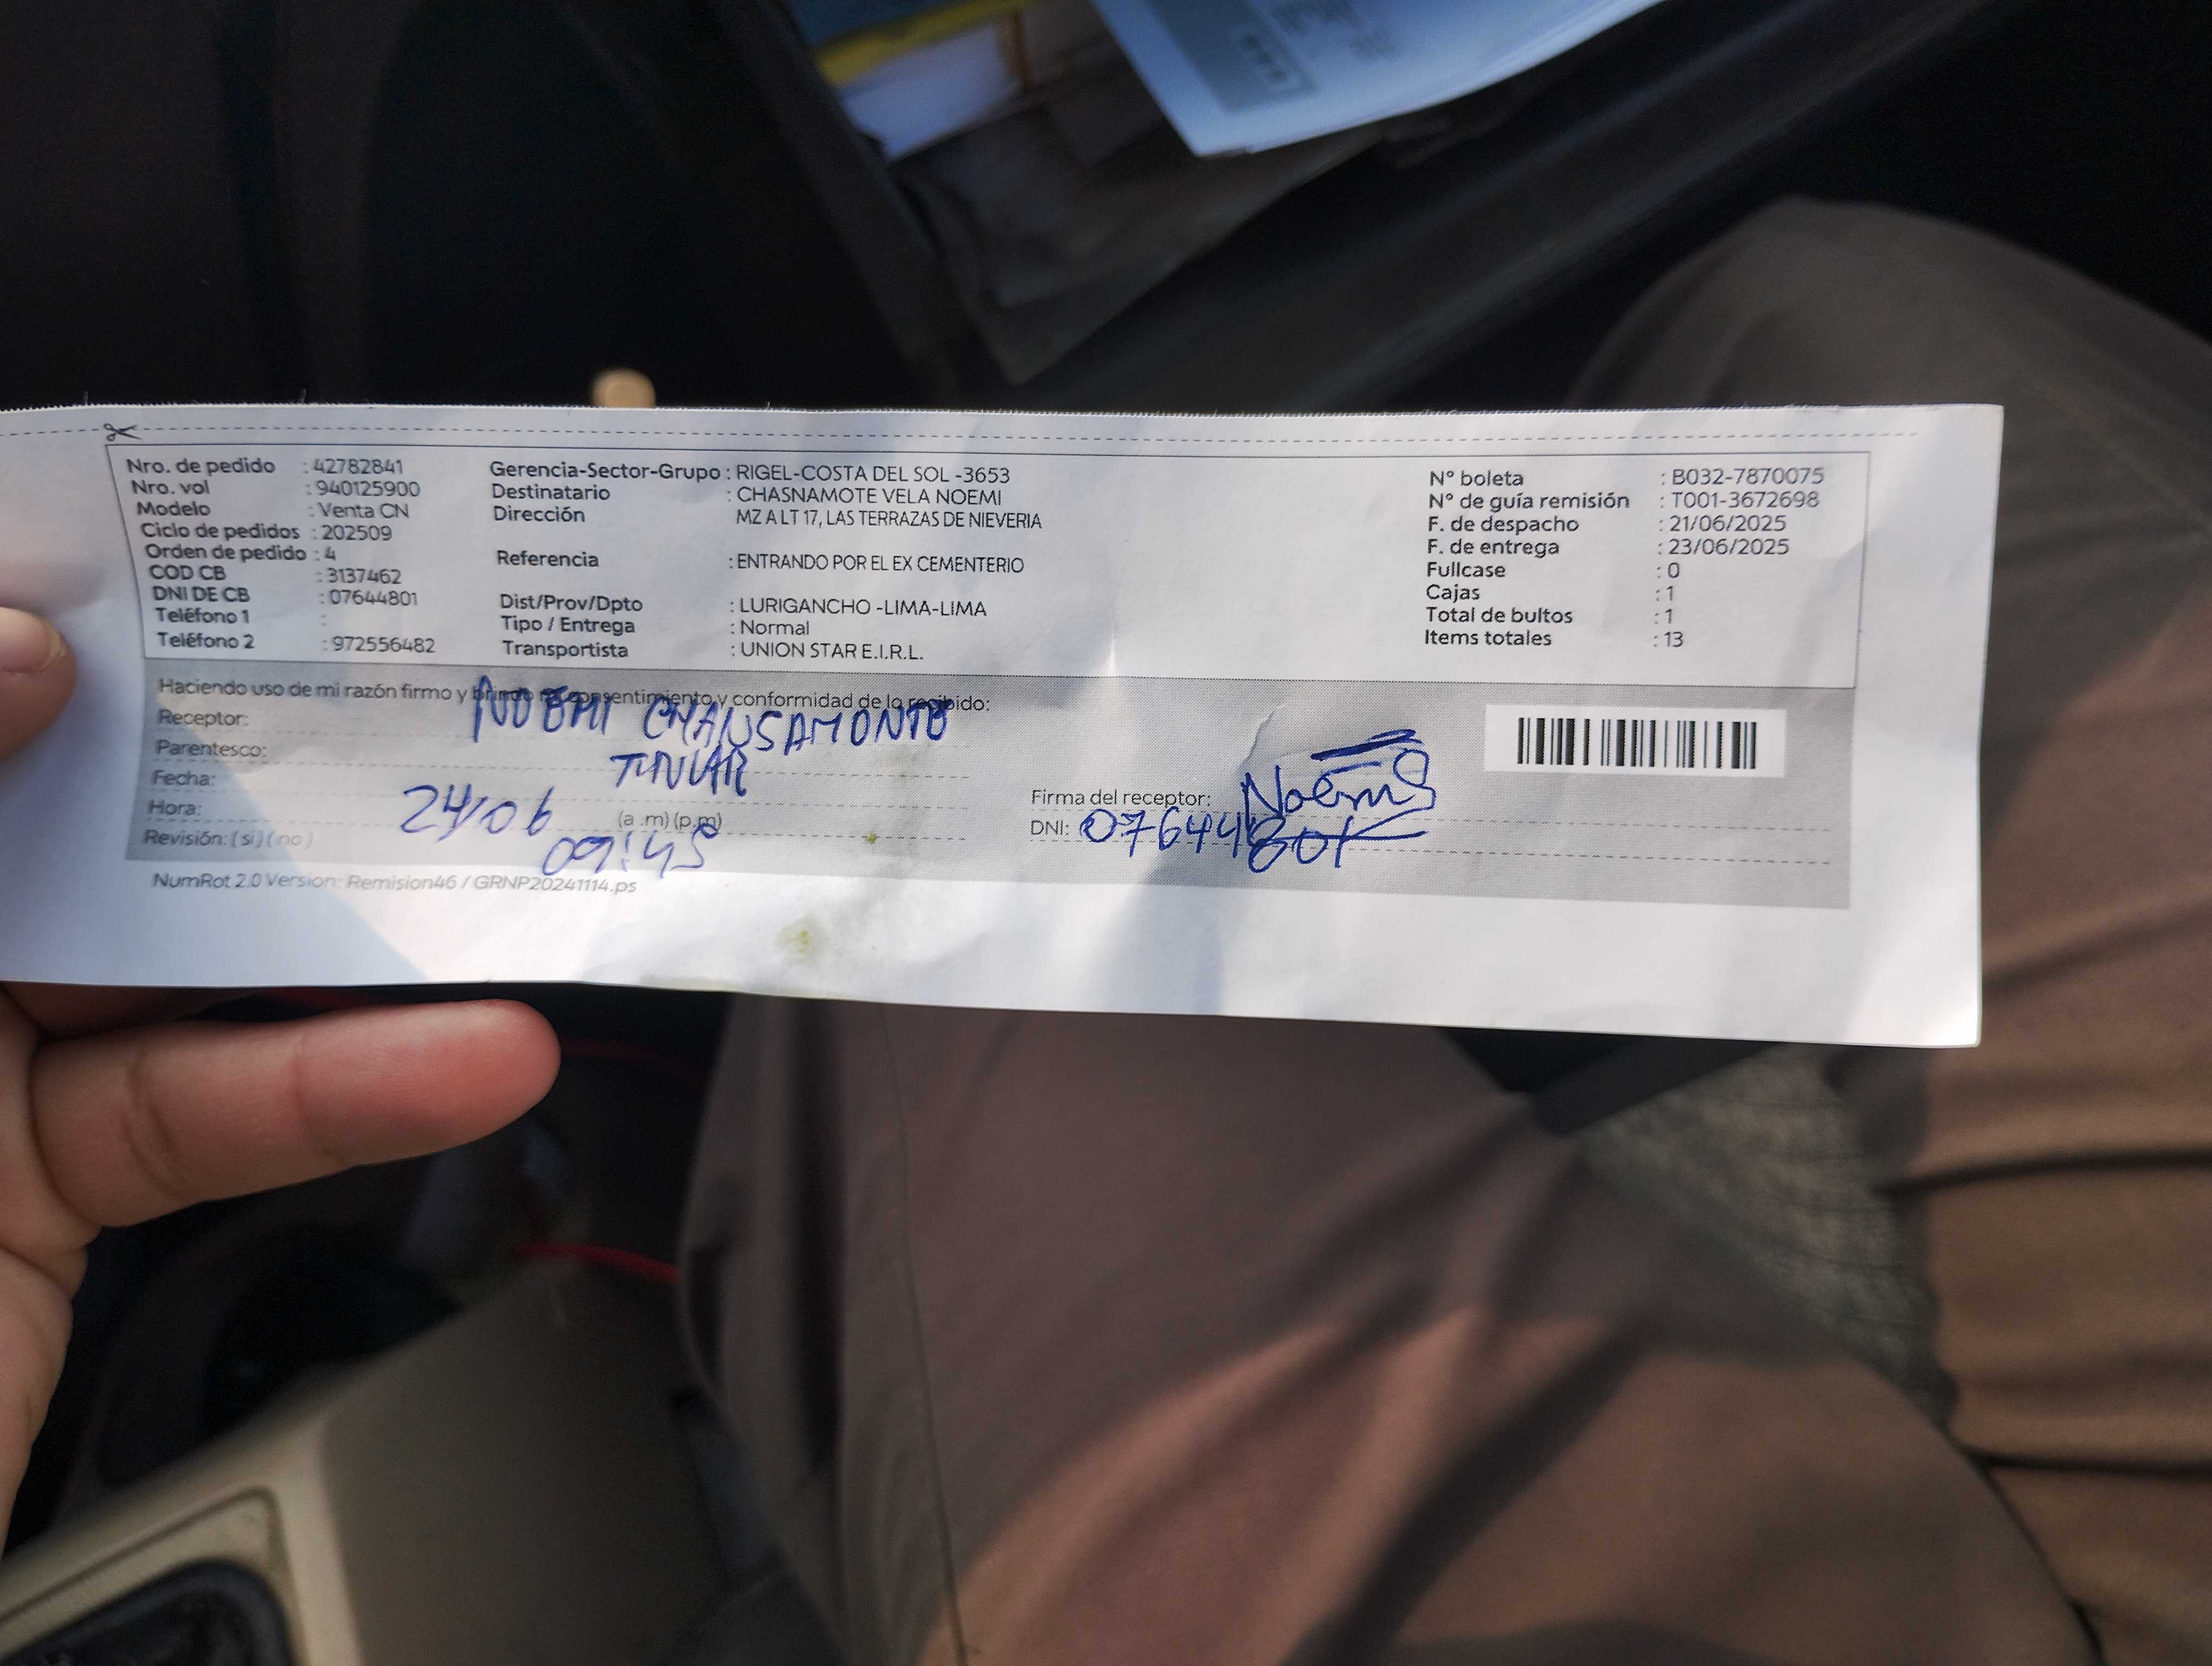 Nro. de pedido : 42782841
Nro. vol : 940125900
Modelo : Venta CN
Ciclo de pedidos : 202509
Orden de pedido : 4
COD CB : 3137462
DNI DE CB : 07644801
Teléfono 1 :
Teléfono 2 : 972556482
Gerencia-Sector-Grupo : RIGEL-COSTA DEL SOL -3653
Destinatario : CHASNAMOTE VELA NOEMI
Dirección MZ A LT 17, LAS TERRAZAS DE NIEVERIA
Referencia : ENTRANDO POR EL EX CEMENTERIO
Dist/Prov/Dpto : LURIGANCHO -LIMA-LIMA
Tipo / Entrega : Normal
Transportista : UNION STAR E.I.R.L.
N° boleta : B032-7870075
N° de guía remisión : T001-3672698
F. de despacho : 21/06/2025
F. de entrega : 23/06/2025
Fullcase : 0
Cajas : 1
Total de bultos : 1
Items totales : 13
Haciendo uso de mi razón firmo y brindo mi consentimiento y conformidad de lo recibido:
Receptor: NOEMI CHAUSAMONTE
Parentesco:
Fecha: 24/06
Hora: 09:45 (a .m) (p.m)
Revisión: ( si ) ( no )
Firma del receptor: Noemi
DNI: 07644801
NumRot 2.0 Version: Remision46 / GRNP20241114.ps